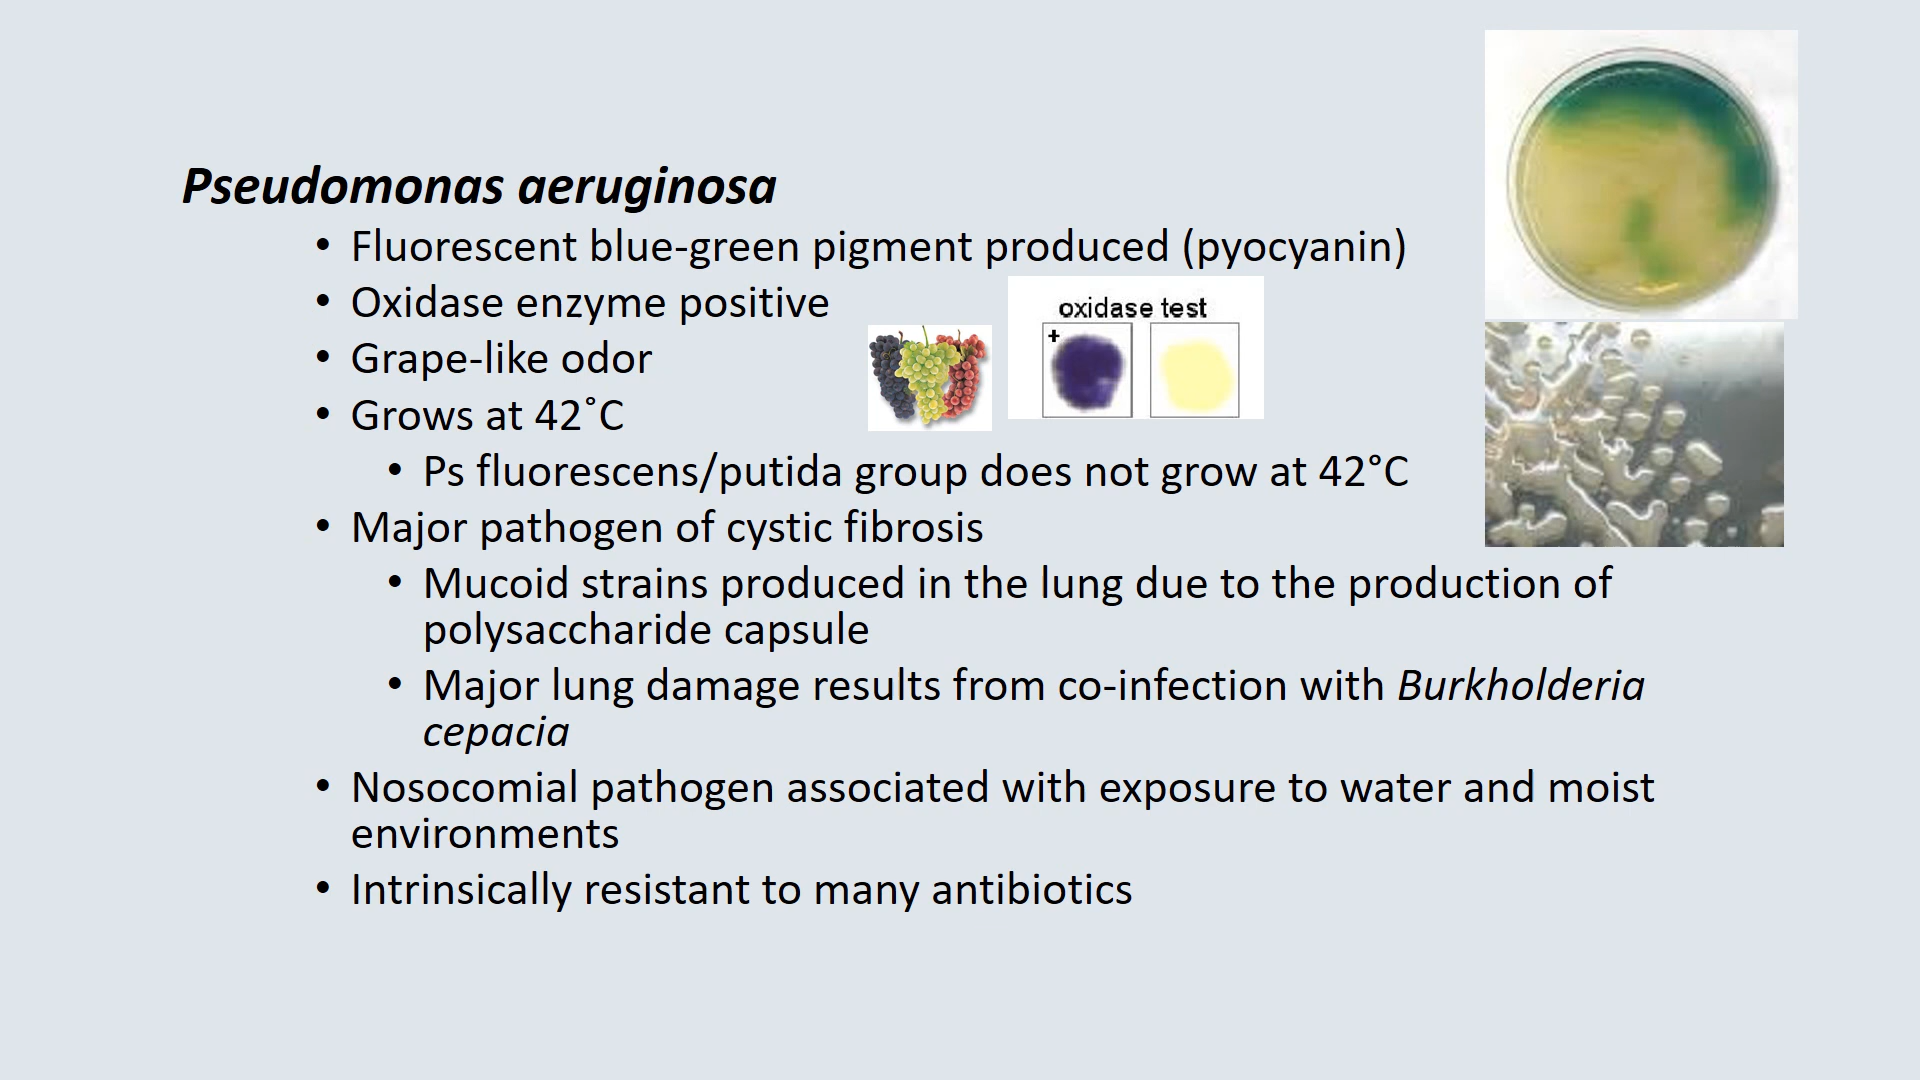 Pseudomonas aeruginosa
• Fluorescent blue-green pigment produced (pyocyanin)
• Oxidase enzyme positive
oxidase test
+
• Grape-like odor
• Grows at 42˚C
• Ps fluorescens/putida group does not grow at 42°C
• Major pathogen of cystic fibrosis
• Mucoid strains produced in the lung due to the production of
polysaccharide capsule
• Major lung damage results from co-infection with Burkholderia
cepacia
• Nosocomial pathogen associated with exposure to water and moist
environments
• Intrinsically resistant to many antibiotics